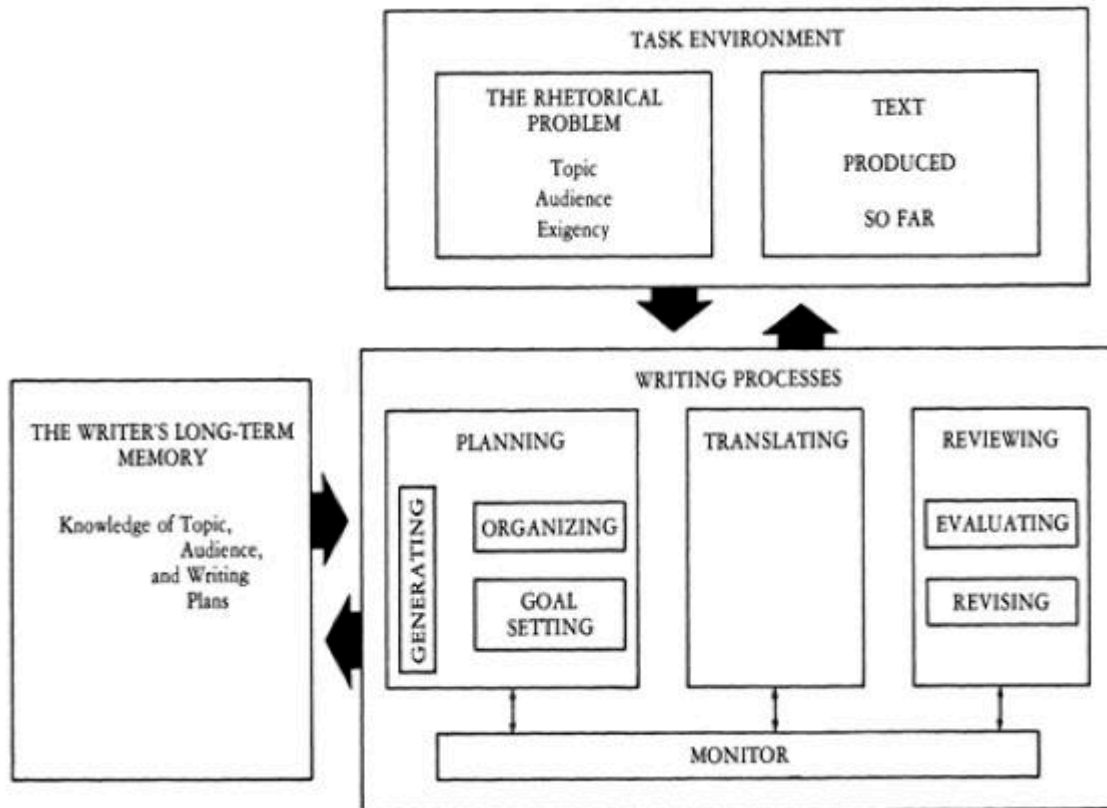 TASK ENVIRONMENT
THE RHETORICAL
PROBLEM
Topic
Audience
Exigency
TEXT
PRODUCED
SO FAR
THE WRITER'S LONG-TERM
MEMORY
Knowledge of Topic,
Audience,
and Writing
Plans
WRITING PROCESSES
PLANNING
GENERATING
ORGANIZING
GOAL
SETTING
TRANSLATING
REVIEWING
EVALUATING
REVISING
MONITOR